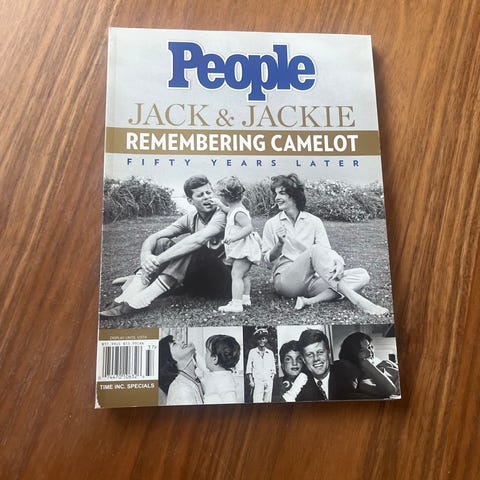 People
JACK & JACKIE
REMEMBERING CAMELOT
FIFTY YEARS LATER
TIME INC. SPECIALS